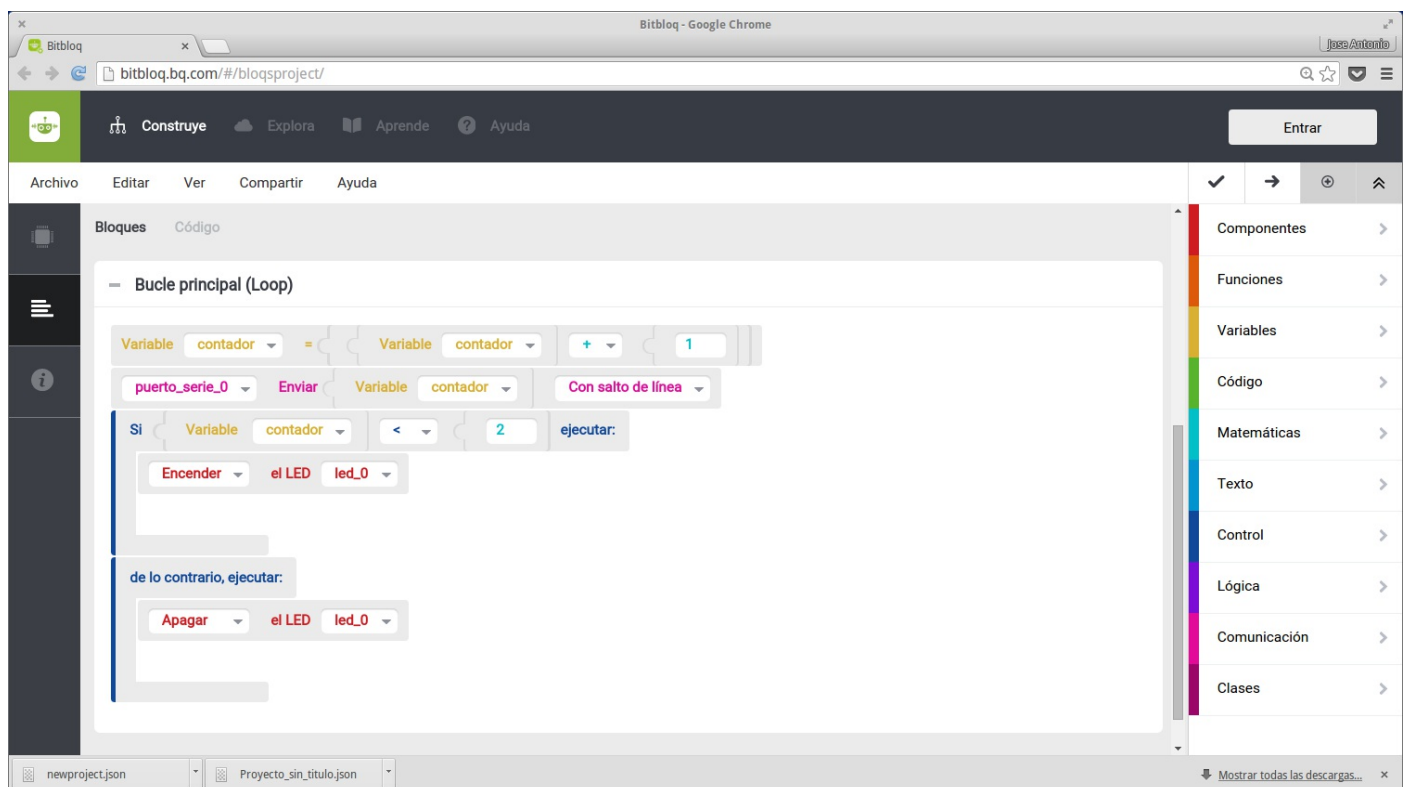 Bitbloq - Google Chrome
Bitbloq
Jose Antonio
bitbloq.bq.com/#/bloqsproject/
Construye Explora Aprende Ayuda Entrar
Archivo Editar Ver Compartir Ayuda
Bloques Código
Bucle principal (Loop)
Variable contador = Variable contador + 1
puerto_serie_0 Enviar Variable contador Con salto de línea
Si Variable contador < 2 ejecutar:
Encender el LED led_0
de lo contrario, ejecutar:
Apagar el LED led_0
Componentes
Funciones
Variables
Código
Matemáticas
Texto
Control
Lógica
Comunicación
Clases
newproject.json Proyecto_sin_titulo.json Mostrar todas las descargas...